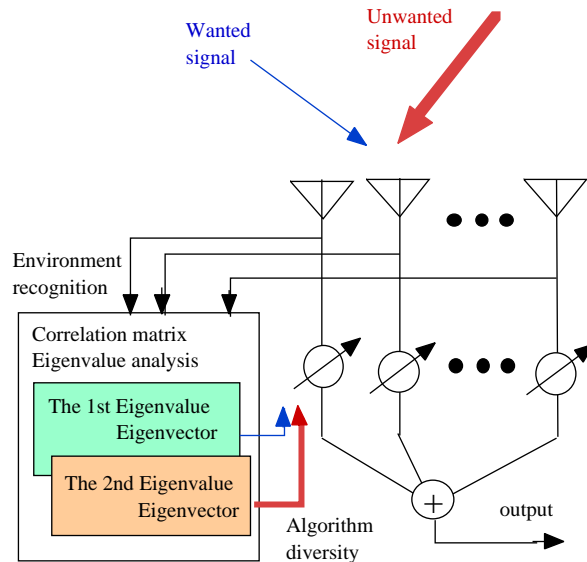 Wanted
signal
Unwanted
signal
Environment
recognition
Correlation matrix
Eigenvalue analysis
The 1st Eigenvalue
Eigenvector
The 2nd Eigenvalue
Eigenvector
Algorithm
diversity
+
output